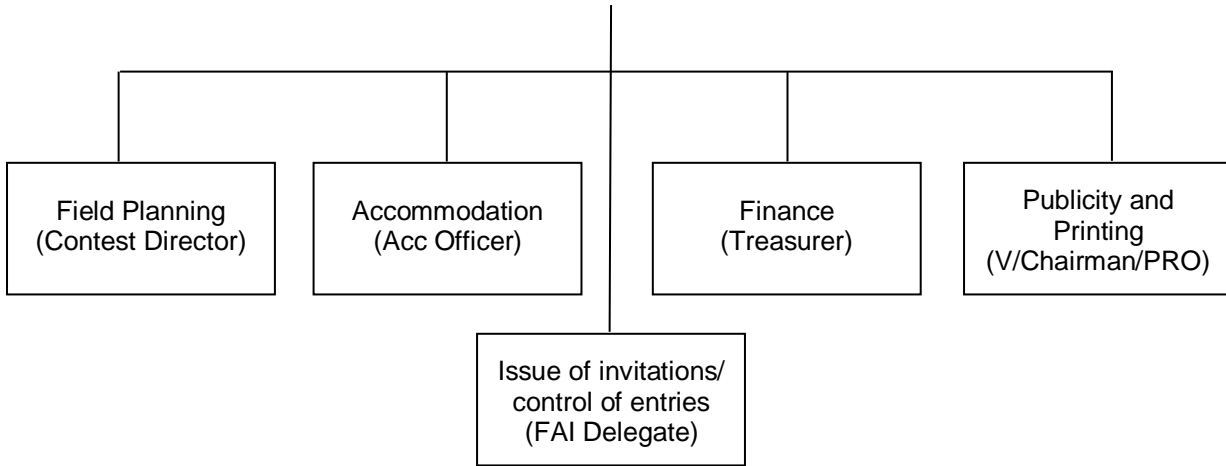 Field Planning
(Contest Director)
Accommodation
(Acc Officer)
Finance
(Treasurer)
Publicity and
Printing
(V/Chairman/PRO)
Issue of invitations/
control of entries
(FAI Delegate)